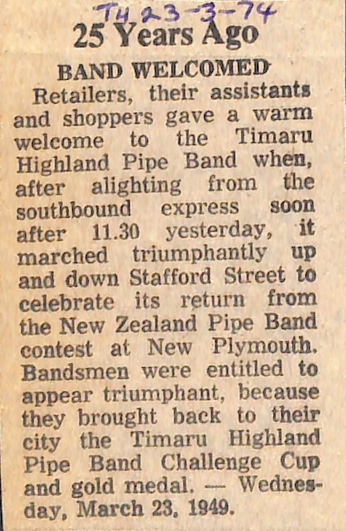 TH 23-3-74
25 Years Ago
BAND WELCOMED
Retailers, their assistants
and shoppers gave a warm
welcome to the Timaru
Highland Pipe Band when,
after alighting from the
southbound express soon
after 11.30 yesterday, it
marched triumphantly up
and down Stafford Street to
celebrate its return from
the New Zealand Pipe Band
contest at New Plymouth.
Bandsmen were entitled to
appear triumphant, because
they brought back to their
city the Timaru Highland
Pipe Band Challenge Cup
and gold medal. — Wednes-
day, March 23, 1949.